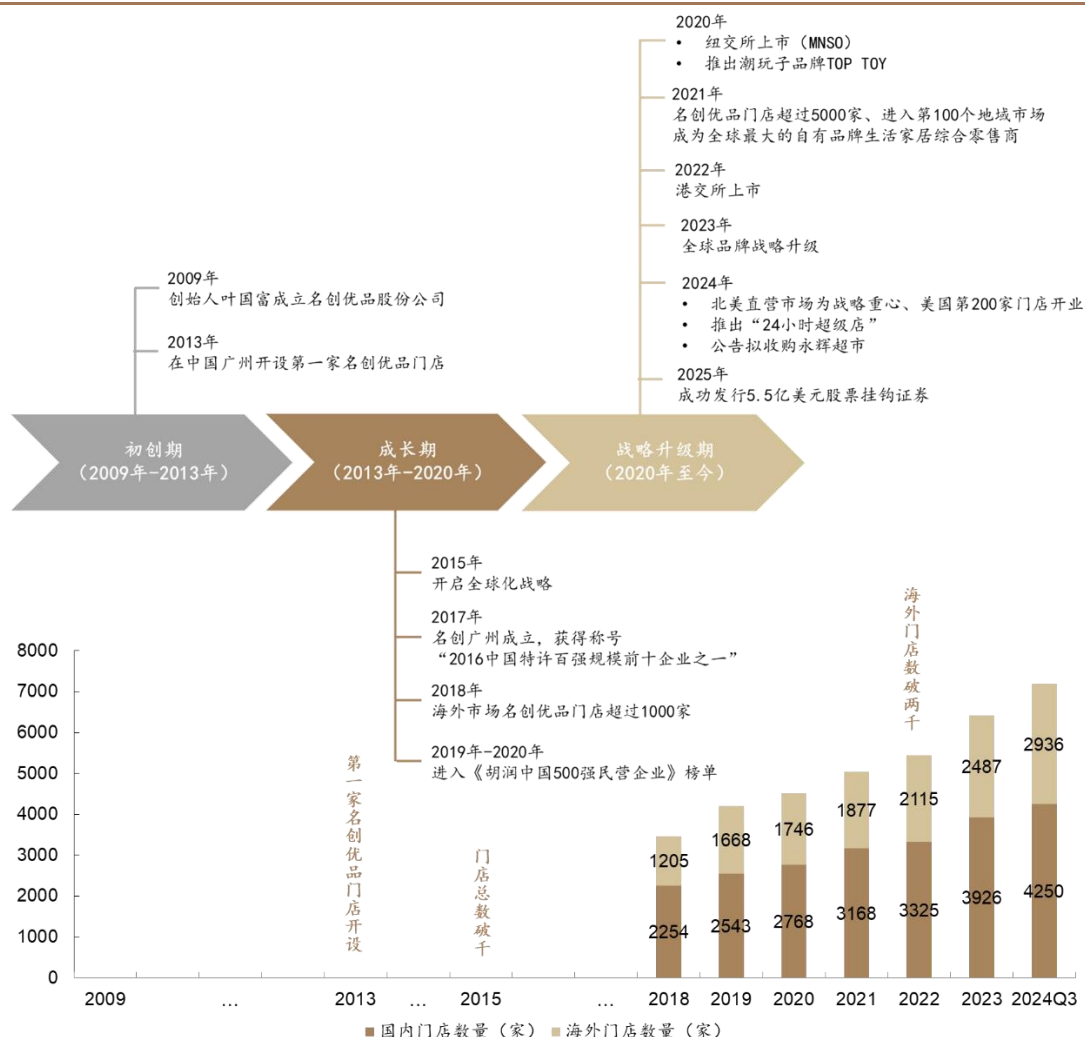 2020年
• 纽交所上市（MNSO）
• 推出潮玩子品牌TOP TOY
2021年
名创优品门店超过5000家、进入第100个地域市场
成为全球最大的自有品牌生活家居综合零售商
2022年
港交所上市
2023年
全球品牌战略升级
2024年
• 北美直营市场为战略重心、美国第200家门店开业
• 推出“24小时超级店”
• 公告拟收购永辉超市
2025年
成功发行5.5亿美元股票挂钩证券
2009年
创始人叶国富成立名创优品股份公司
2013年
在中国广州开设第一家名创优品门店
初创期
（2009年-2013年）
成长期
（2013年-2020年）
战略升级期
（2020年至今）
2015年
开启全球化战略
2017年
名创广州成立，获得称号
“2016中国特许百强规模前十企业之一”
2018年
海外市场名创优品门店超过1000家
2019年-2020年
进入《胡润中国500强民营企业》榜单
8000
7000
6000
5000
4000
3000
2000
1000
0
第一家名创优品门店开设
门店总数破千
海外门店数破两千
1205
1668
1746
1877
2115
2487
2936
2254
2543
2768
3168
3325
3926
4250
2009
...
2013
...
2015
...
2018
2019
2020
2021
2022
2023
2024Q3
国内门店数量（家）
海外门店数量（家）